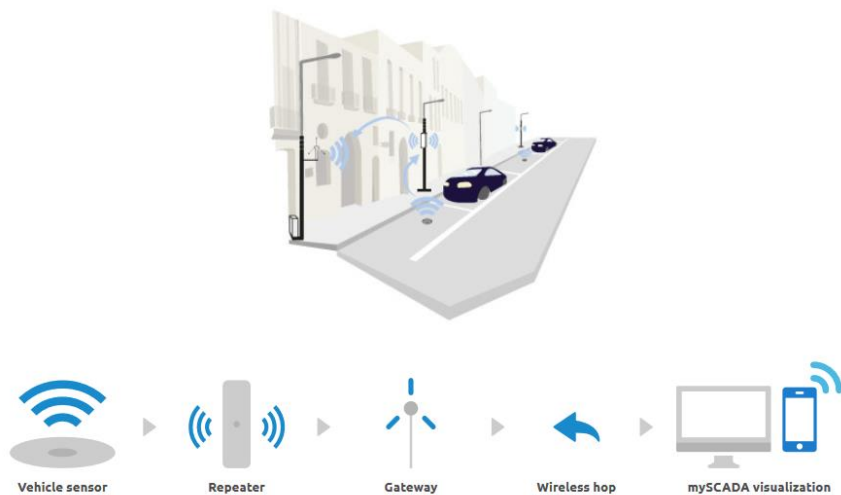 Vehicle sensor
Repeater
Gateway
Wireless hop
mySCADA visualization